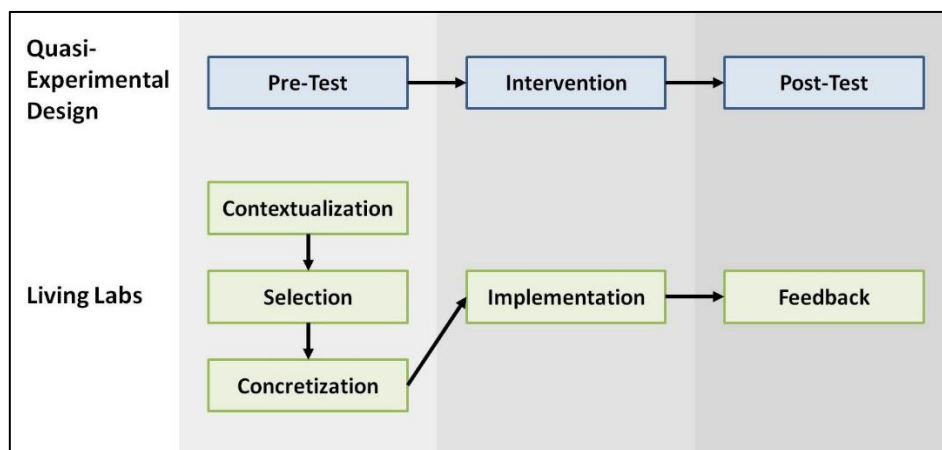 Quasi-
Experimental
Design
Pre-Test
Intervention
Post-Test
Living Labs
Contextualization
Selection
Concretization
Implementation
Feedback